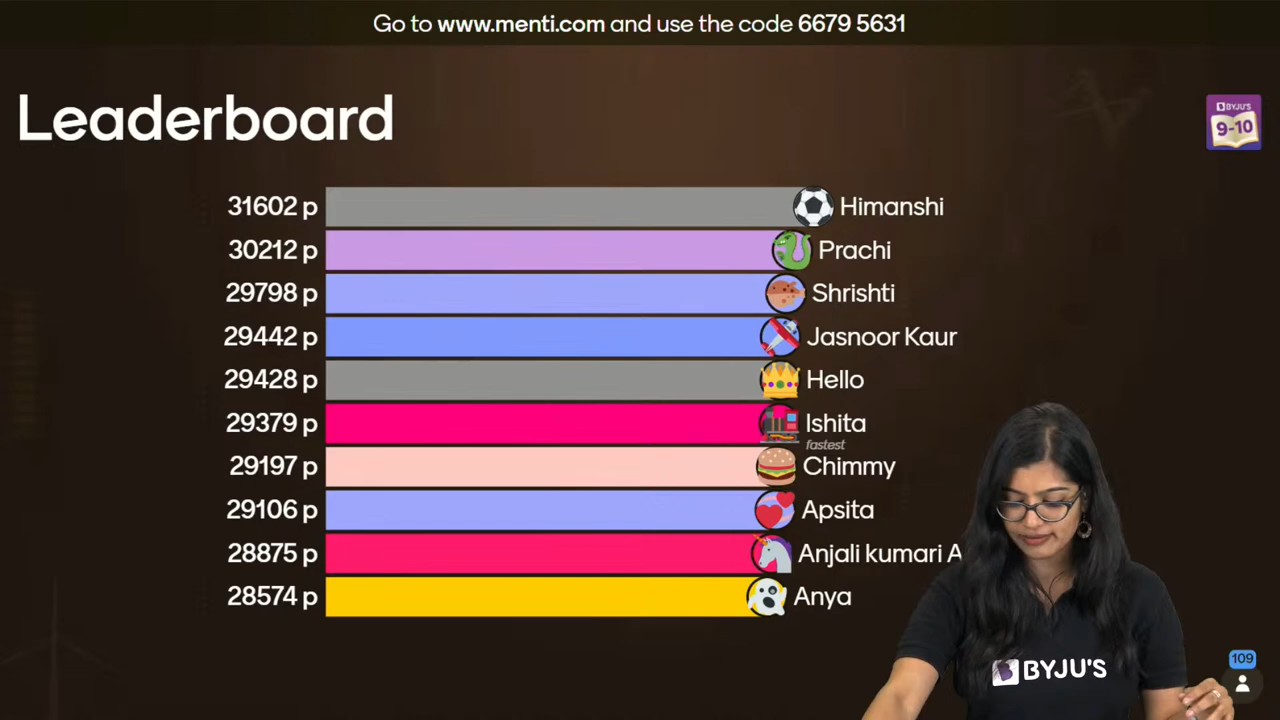 Go to www.menti.com and use the code 6679 5631
Leaderboard
BYJU'S
9-10
31602 p Himanshi
30212 p Prachi
29798 p Shrishti
29442 p Jasnoor Kaur
29428 p Hello
29379 p Ishita
fastest
29197 p Chimmy
29106 p Apsita
28875 p Anjali kumari A
28574 p Anya
BYJU'S
109